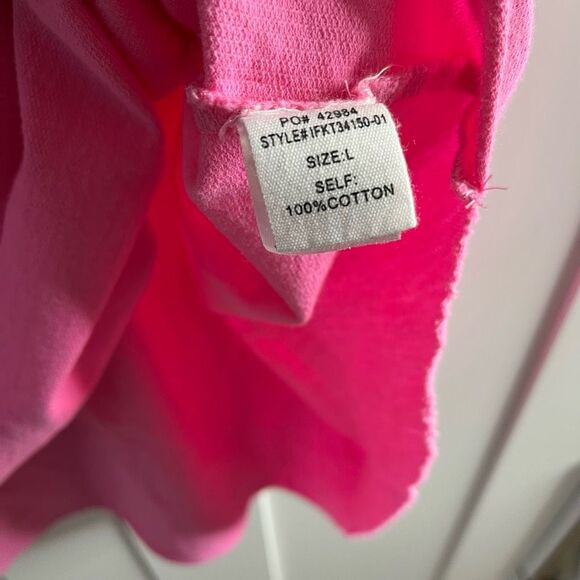 PO# 42984
STYLE#IFKT34150-01
SIZE:L
SELF:
100%COTTON